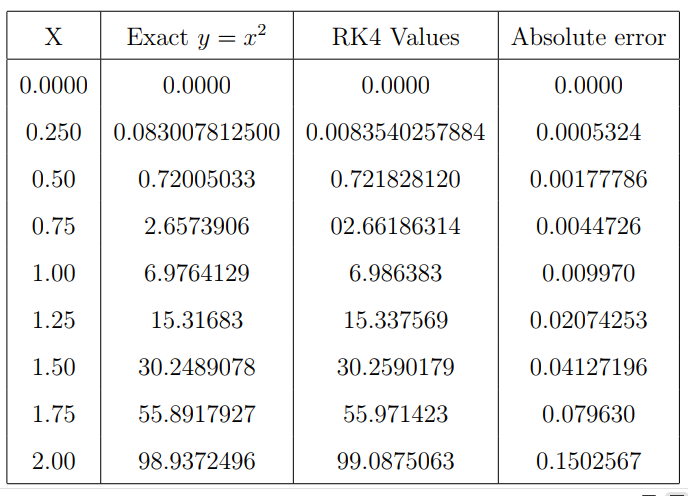 X Exact y = x² RK4 Values Absolute error
0.0000 0.0000 0.0000 0.0000
0.250 0.083007812500 0.0083540257884 0.0005324
0.50 0.72005033 0.721828120 0.00177786
0.75 2.6573906 02.66186314 0.0044726
1.00 6.9764129 6.986383 0.009970
1.25 15.31683 15.337569 0.02074253
1.50 30.2489078 30.2590179 0.04127196
1.75 55.8917927 55.971423 0.079630
2.00 98.9372496 99.0875063 0.1502567